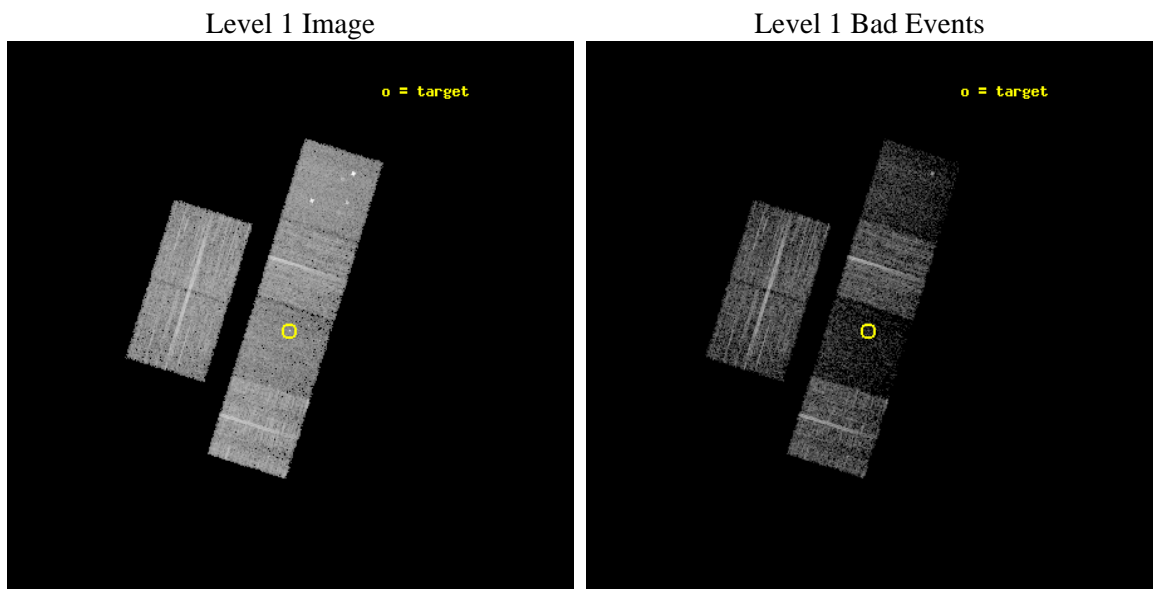 Level 1 Image
Level 1 Bad Events
o = target
o = target